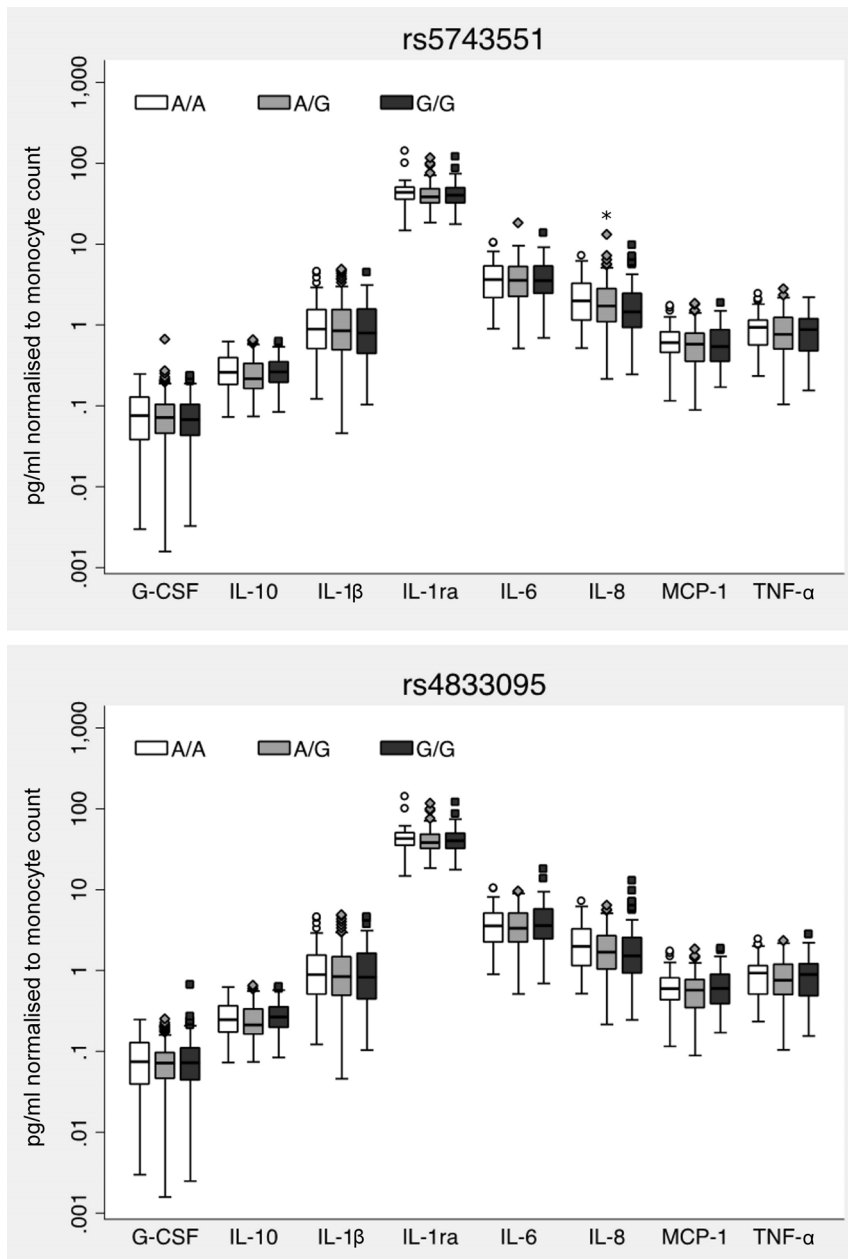 rs5743551
A/A A/G G/G
pg/ml normalised to monocyte count
1,000
100
10
1
.1
.01
.001
*
G-CSF IL-10 IL-1β IL-1ra IL-6 IL-8 MCP-1 TNF-α
rs4833095
A/A A/G G/G
pg/ml normalised to monocyte count
1,000
100
10
1
.1
.01
.001
G-CSF IL-10 IL-1β IL-1ra IL-6 IL-8 MCP-1 TNF-α